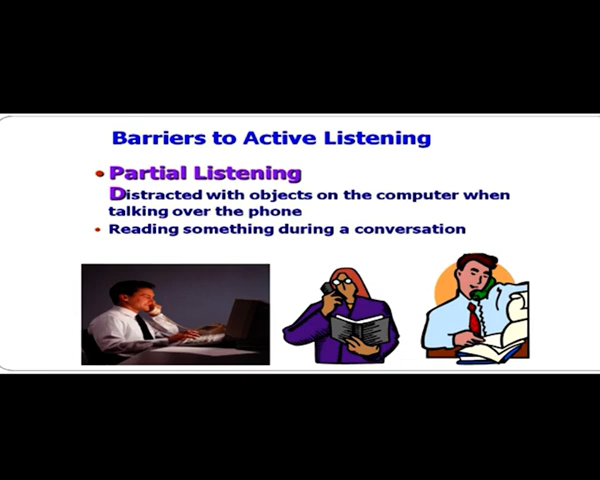 Barriers to Active Listening
• Partial Listening
Distracted with objects on the computer when
talking over the phone
• Reading something during a conversation